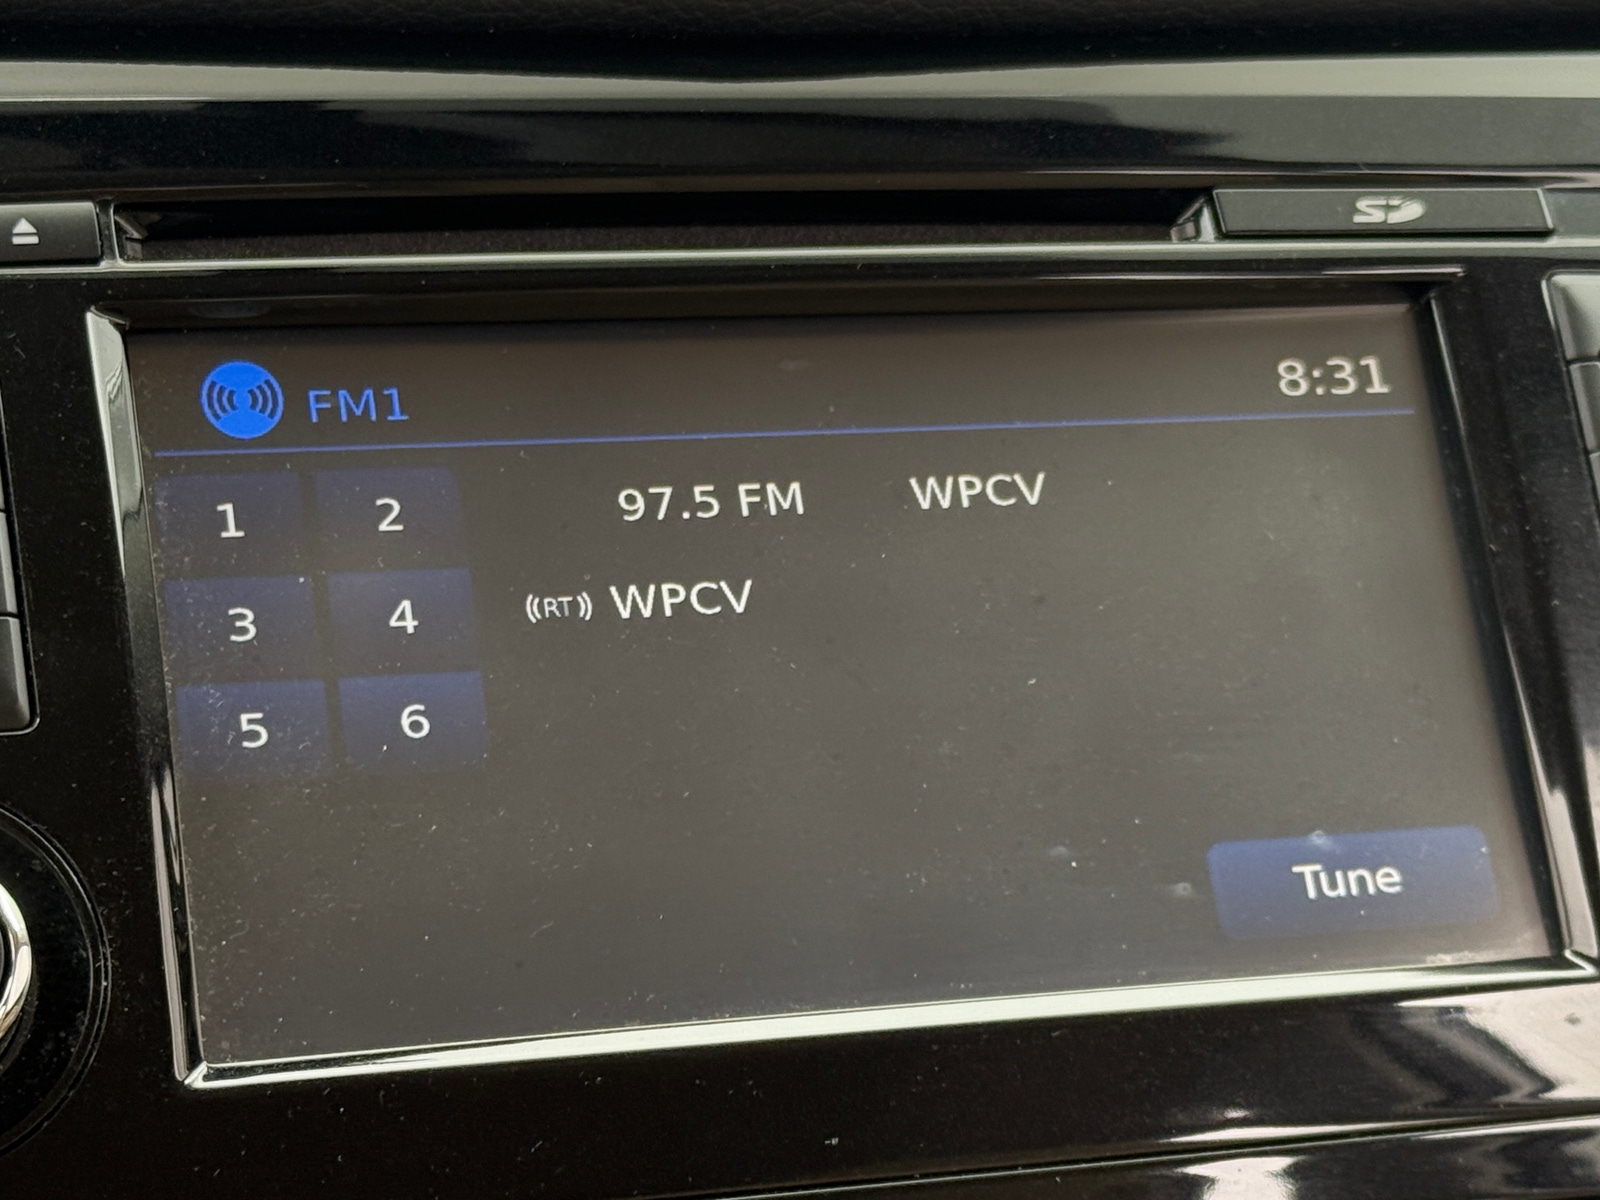 SD
FM1 8:31
1 2 97.5 FM WPCV
3 4 RT WPCV
5 6
Tune